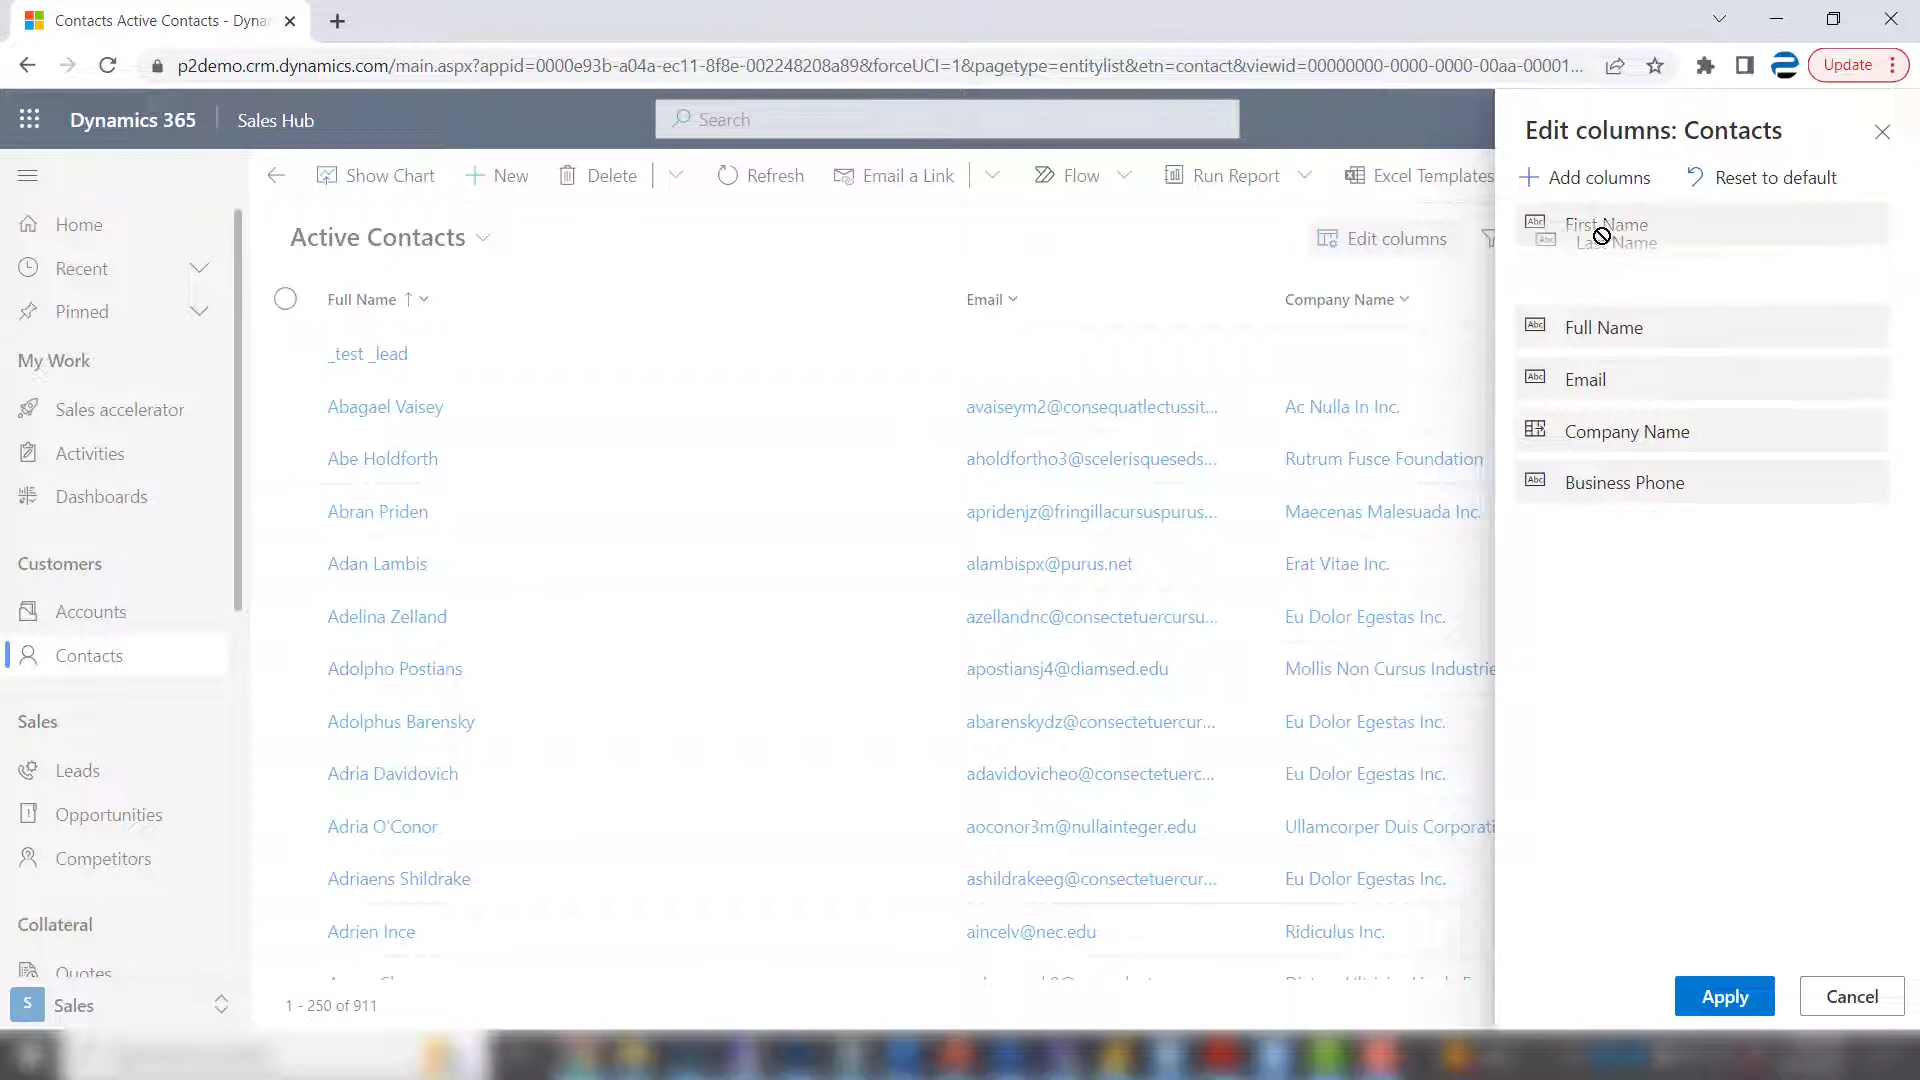 Contacts Active Contacts - Dyna
p2demo.crm.dynamics.com/main.aspx?appid=0000e93b-a04a-ec11-8f8e-002248208a89&forceUCI=1&pagetype=entitylist&etn=contact&viewid=00000000-0000-0000-00aa-00001...
Update
Dynamics 365
Sales Hub
Search
Edit columns: Contacts
Show Chart
New
Delete
Refresh
Email a Link
Flow
Run Report
Excel Templates
Add columns
Reset to default
Home
Recent
Pinned
My Work
Sales accelerator
Activities
Dashboards
Customers
Accounts
Contacts
Sales
Leads
Opportunities
Competitors
Collateral
Quotes
S
Sales
Active Contacts
Edit columns
Full Name
Email
Company Name
_test _lead
Abagael Vaisey
avaiseym2@consequatlectussit...
Ac Nulla In Inc.
Abe Holdforth
aholdfortho3@scelerisqueseds...
Rutrum Fusce Foundation
Abran Priden
apridenjz@fringillacursuspurus...
Maecenas Malesuada Inc.
Adan Lambis
alambispx@purus.net
Erat Vitae Inc.
Adelina Zelland
azellandnc@consectetuercursu...
Eu Dolor Egestas Inc.
Adolpho Postians
apostiansj4@diamsed.edu
Mollis Non Cursus Industrie
Adolphus Barensky
abarenskydz@consectetuercur...
Eu Dolor Egestas Inc.
Adria Davidovich
adavidovicheo@consectetuerc...
Eu Dolor Egestas Inc.
Adria O'Conor
aoconor3m@nullainteger.edu
Ullamcorper Duis Corporati
Adriaens Shildrake
ashildrakeeg@consectetuercur...
Eu Dolor Egestas Inc.
Adrien Ince
aincelv@nec.edu
Ridiculus Inc.
1 - 250 of 911
Abc
First Name
Abc
Last Name
Abc
Full Name
Abc
Email
Company Name
Abc
Business Phone
Apply
Cancel